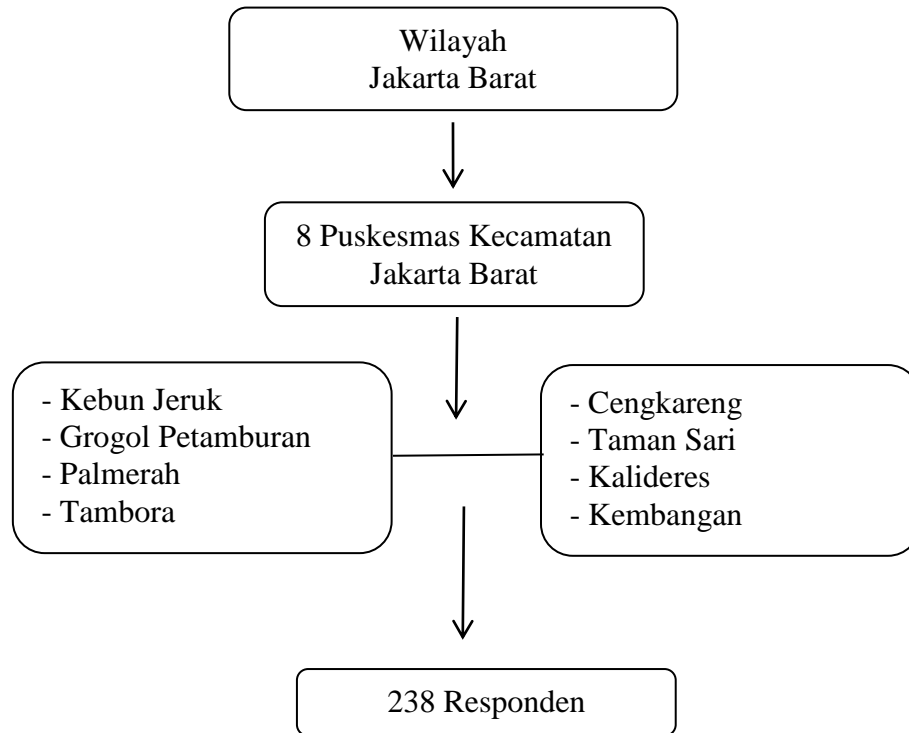 Wilayah
Jakarta Barat
8 Puskesmas Kecamatan
Jakarta Barat
- Kebun Jeruk
- Grogol Petamburan
- Palmerah
- Tambora
- Cengkareng
- Taman Sari
- Kalideres
- Kembangan
238 Responden